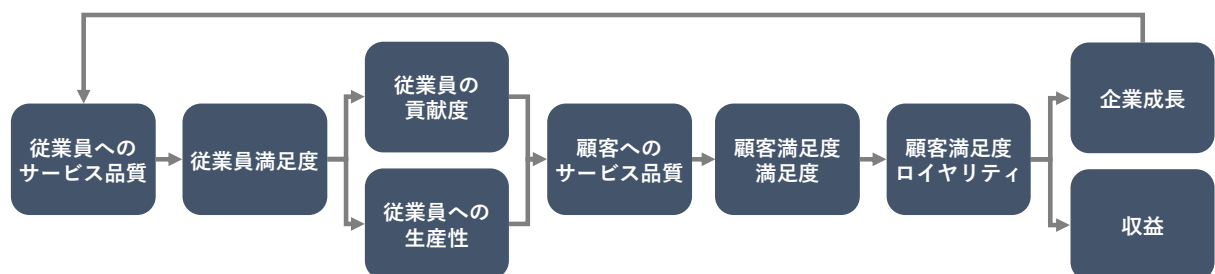 従業員への
サービス品質
従業員満足度
従業員の
貢献度
従業員への
生産性
顧客への
サービス品質
顧客満足度
満足度
顧客満足度
ロイヤリティ
企業成長
収益